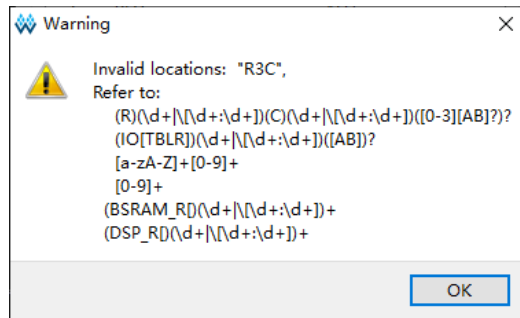 Warning
Invalid locations:  "R3C",
Refer to:
(R)(\d+|\[\d+:\d+])(C)(\d+|\[\d+:\d+])([0-3][AB]?)?
(IO[TBLR])(\d+|\[\d+:\d+])([AB])?
[a-zA-Z]+[0-9]+
[0-9]+
(BSRAM_R[)(\d+|\[\d+:\d+])+
(DSP_R[)(\d+|\[\d+:\d+])+
OK